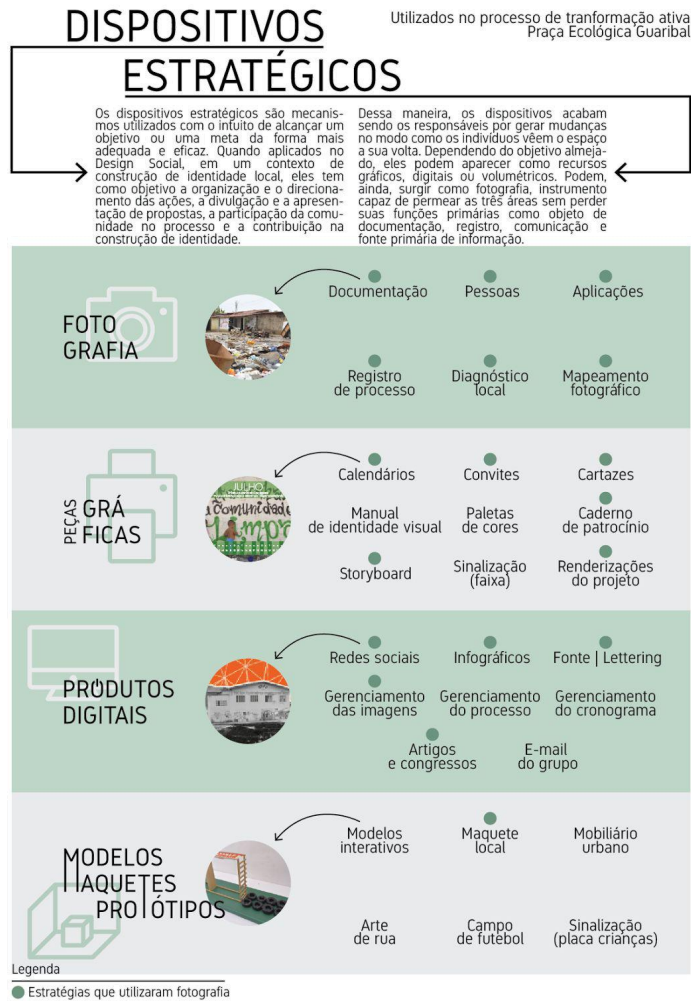 DISPOSITIVOS
ESTRATÉGICOS
Utilizados no processo de tranformação ativa
Praça Ecológica Guaribal
Os dispositivos estratégicos são mecanis-
mos utilizados com o intuito de alcançar um
objetivo ou uma meta da forma mais
adequada e eficaz. Quando aplicados no
Design Social, em um contexto de
construção de identidade local, eles tem
como objetivo a organização e o direciona-
mento das ações, a divulgação e a apresen-
tação de propostas, a participação da comu-
nidade no processo e a contribuição na
construção de identidade.
Dessa maneira, os dispositivos acabam
sendo os responsáveis por gerar mudanças
no modo como os indivíduos vêem o espaço
a sua volta. Dependendo do objetivo almeja-
do, eles podem aparecer como recursos
gráficos, digitais ou volumétricos. Podem,
ainda, surgir como fotografia, instrumento
capaz de permear as três áreas sem perder
suas funções primárias como objeto de
documentação, registro, comunicação e
fonte primária de informação.
FOTO
GRAFIA
Documentação
Pessoas
Aplicações
Registro
de processo
Diagnóstico
local
Mapeamento
fotográfico
PEÇAS
GRÁ
FICAS
JULHO
a comunidade
Limpo
Calendários
Convites
Cartazes
Manual
de identidade visual
Paletas
de cores
Caderno
de patrocínio
Storyboard
Sinalização
(faixa)
Renderizações
do projeto
PRODUTOS
DIGITAIS
Redes sociais
Infográficos
Fonte | Lettering
Gerenciamento
das imagens
Gerenciamento
do processo
Gerenciamento
do cronograma
Artigos
e congressos
E-mail
do grupo
MODELOS
MAQUETES
PROTÓTIPOS
Modelos
interativos
Maquete
local
Mobiliário
urbano
Arte
de rua
Campo
de futebol
Sinalização
(placa crianças)
Legenda
Estratégias que utilizaram fotografia